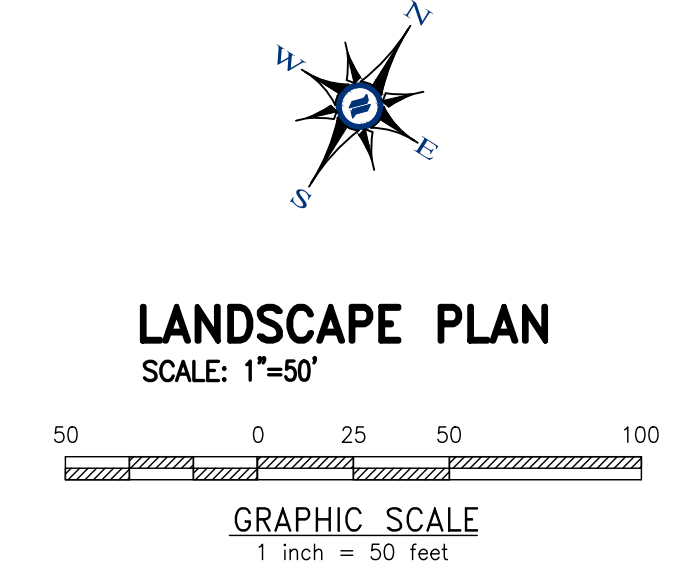 N
W
E
S
LANDSCAPE PLAN
SCALE: 1"=50'
50 0 25 50 100
GRAPHIC SCALE
1 inch = 50 feet